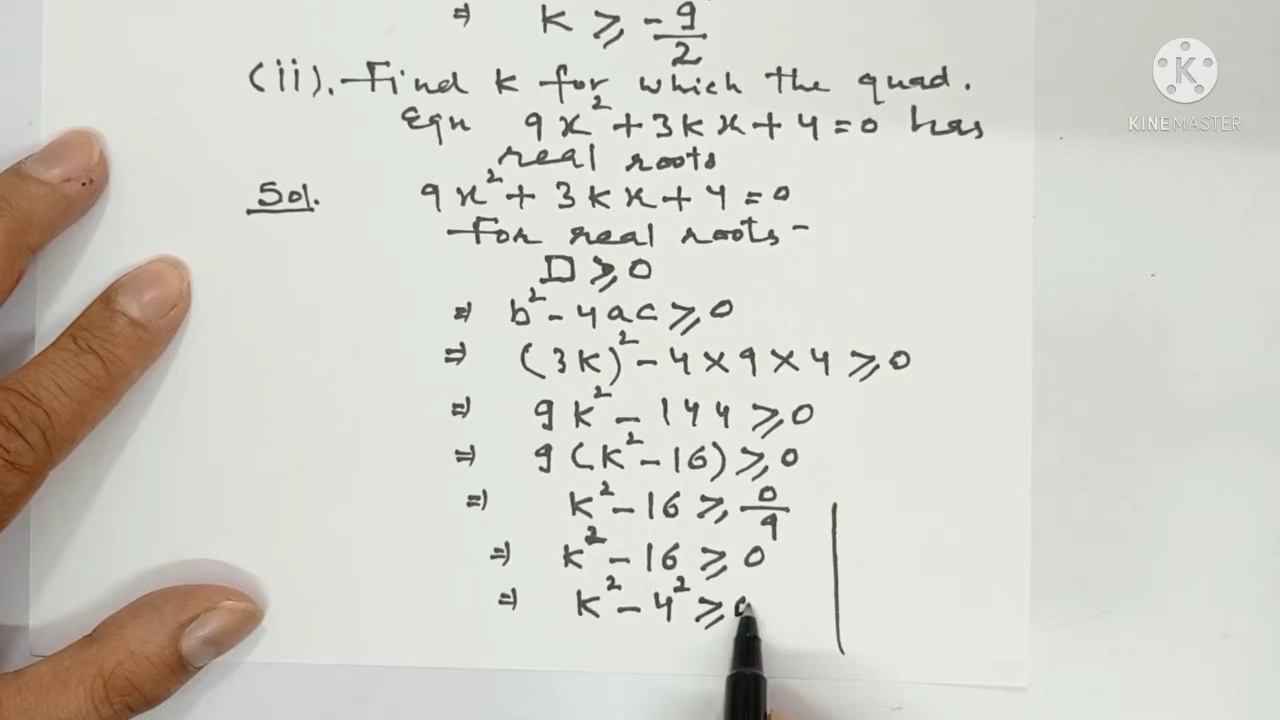 ⇒ K ≥ -9/2
(ii). Find K for which the quad.
Eqn 9x² + 3Kx + 4 = 0 has
real roots
Sol. 9x² + 3Kx + 4 = 0
For real roots -
D ≥ 0
⇒ b² - 4ac ≥ 0
⇒ (3K)² - 4 × 9 × 4 ≥ 0
⇒ 9K² - 144 ≥ 0
⇒ 9(K² - 16) ≥ 0
⇒ K² - 16 ≥ 0/9
⇒ K² - 16 ≥ 0
⇒ K² - 4² ≥ 0
K
KINEMASTER